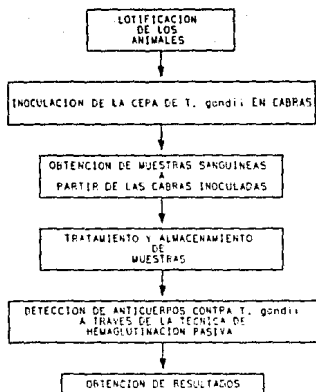 LOTIFICACION
DE LOS
ANIMALES
INOCULACION DE LA CEPA DE T. gondii EN CABRAS
OBTENCION DE MUESTRAS SANGUINEAS
A
PARTIR DE LAS CABRAS INOCULADAS
TRATAMIENTO Y ALMACENAMIENTO
DE
MUESTRAS
DETECCION DE ANTICUERPOS CONTRA T. gondii
A TRAVES DE LA TECNICA DE
HEMAGLUTINACION PASIVA
OBTENCION DE RESULTADOS